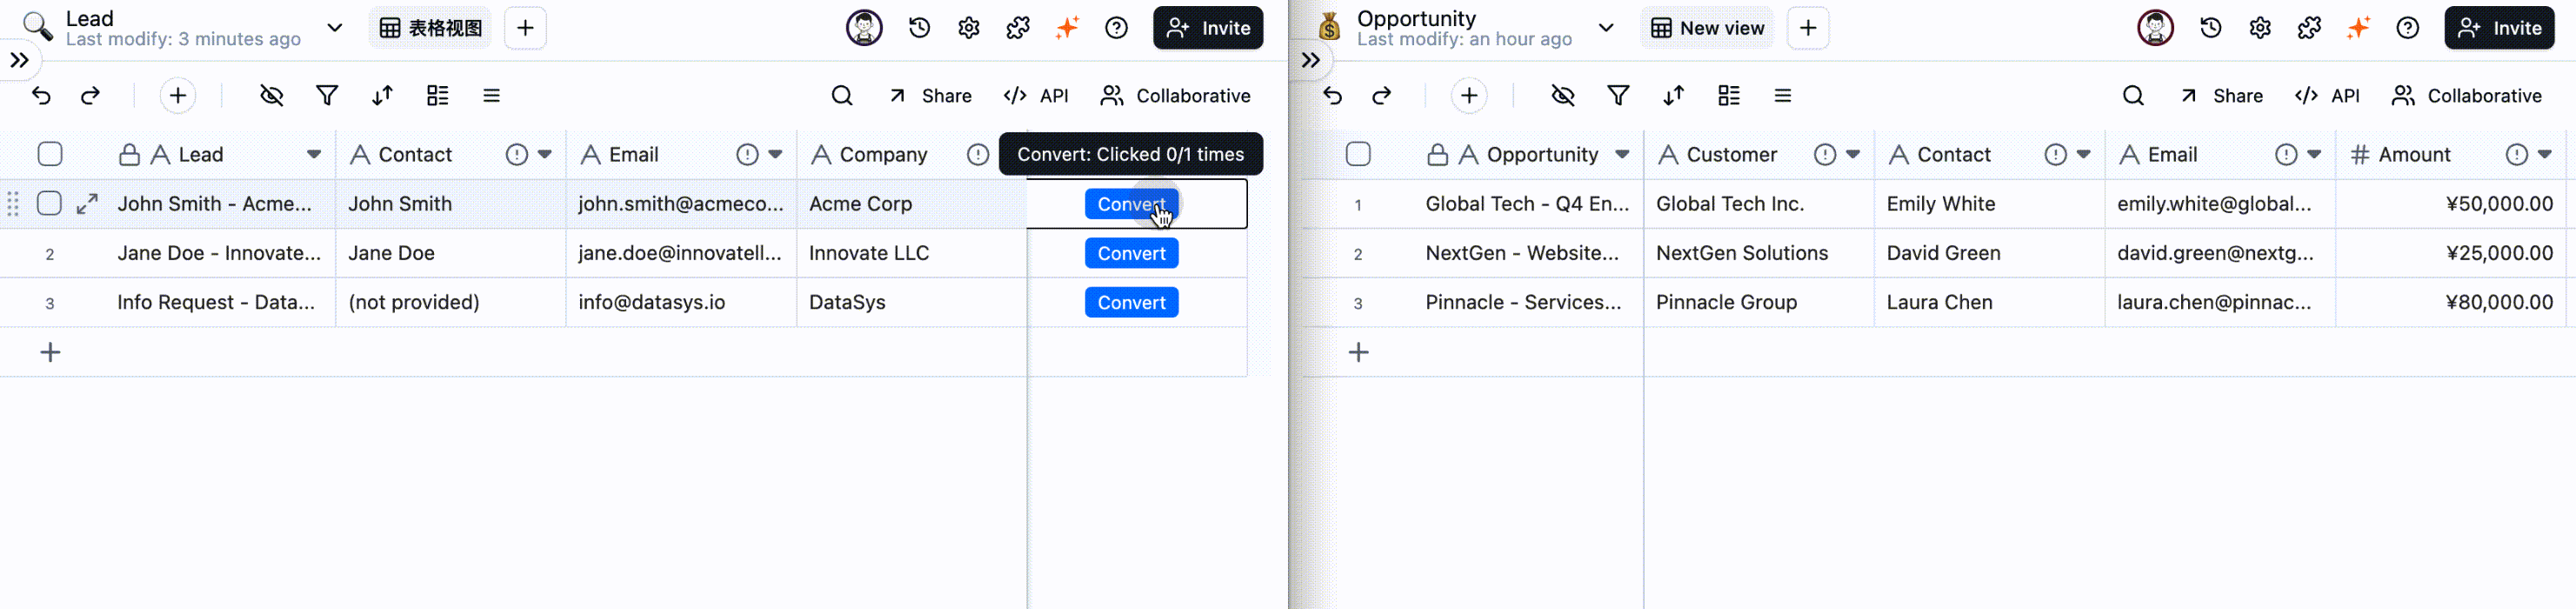 Lead
Last modify: 3 minutes ago
表格视图
Invite
Share
API
Collaborative
Lead Contact Email Company
Convert: Clicked 0/1 times
John Smith - Acme... John Smith john.smith@acmeco... Acme Corp Convert
2 Jane Doe - Innovate... Jane Doe jane.doe@innovatell... Innovate LLC Convert
3 Info Request - Data... (not provided) info@datasys.io DataSys Convert
Opportunity
Last modify: an hour ago
New view
Invite
Share
API
Collaborative
Opportunity Customer Contact Email # Amount
1 Global Tech - Q4 En... Global Tech Inc. Emily White emily.white@global... ¥50,000.00
2 NextGen - Website... NextGen Solutions David Green david.green@nextg... ¥25,000.00
3 Pinnacle - Services... Pinnacle Group Laura Chen laura.chen@pinnac... ¥80,000.00